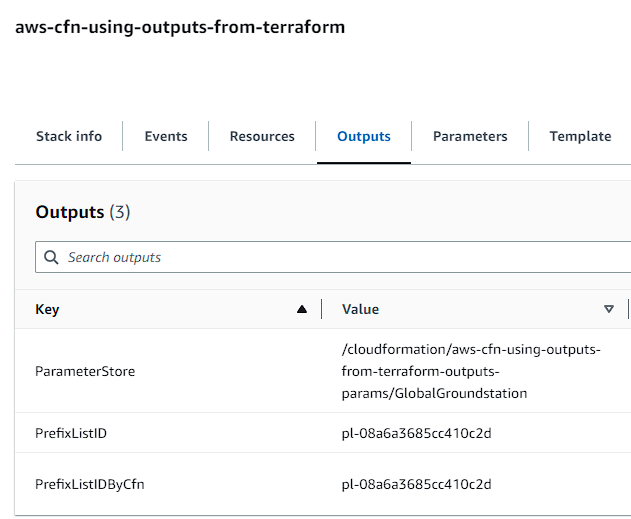 aws-cfn-using-outputs-from-terraform
Stack info Events Resources Outputs Parameters Template
Outputs (3)
Search outputs
Key Value
/cloudformation/aws-cfn-using-outputs-
ParameterStore from-terraform-outputs-
params/GlobalGroundstation
PrefixListID pl-08a6a3685cc410c2d
PrefixListIDByCfn pl-08a6a3685cc410c2d